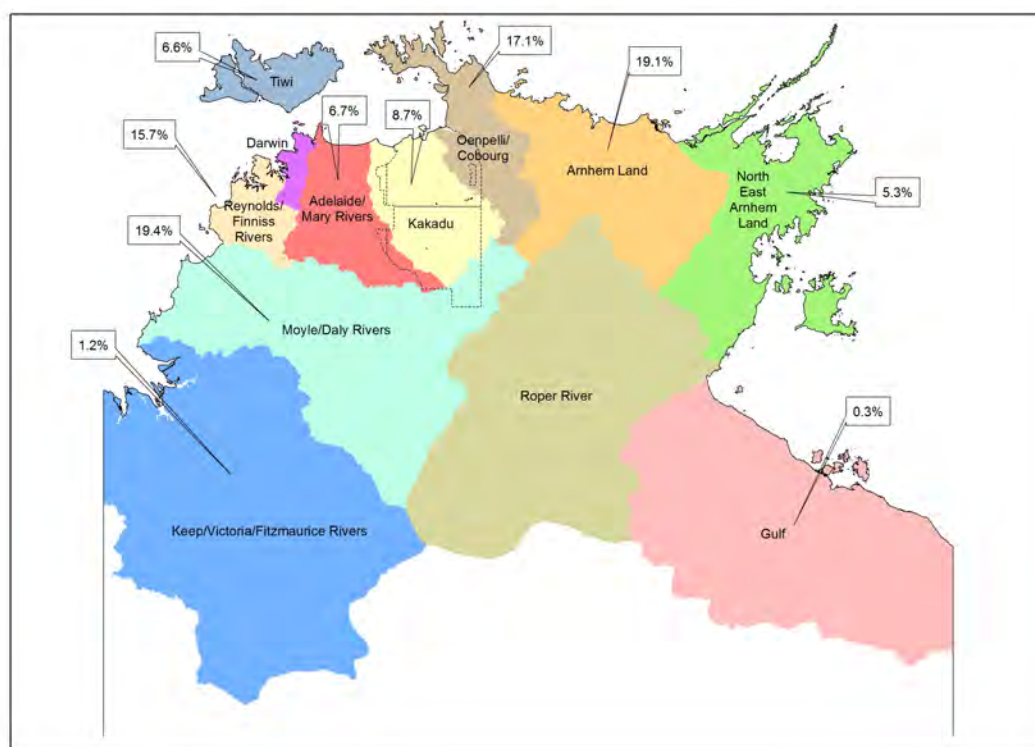 17.1%
6.6%
19.1%
Tiwi
6.7%
8.7%
15.7%
Darwin
Oenpelli/
Cobourg
Arnhem Land
North
East
Arnhem
Land
5.3%
Reynolds/
Finniss
Rivers
Adelaide/
Mary Rivers
Kakadu
19.4%
Moyle/Daly Rivers
1.2%
Roper River
0.3%
Keep/Victoria/Fitzmaurice Rivers
Gulf